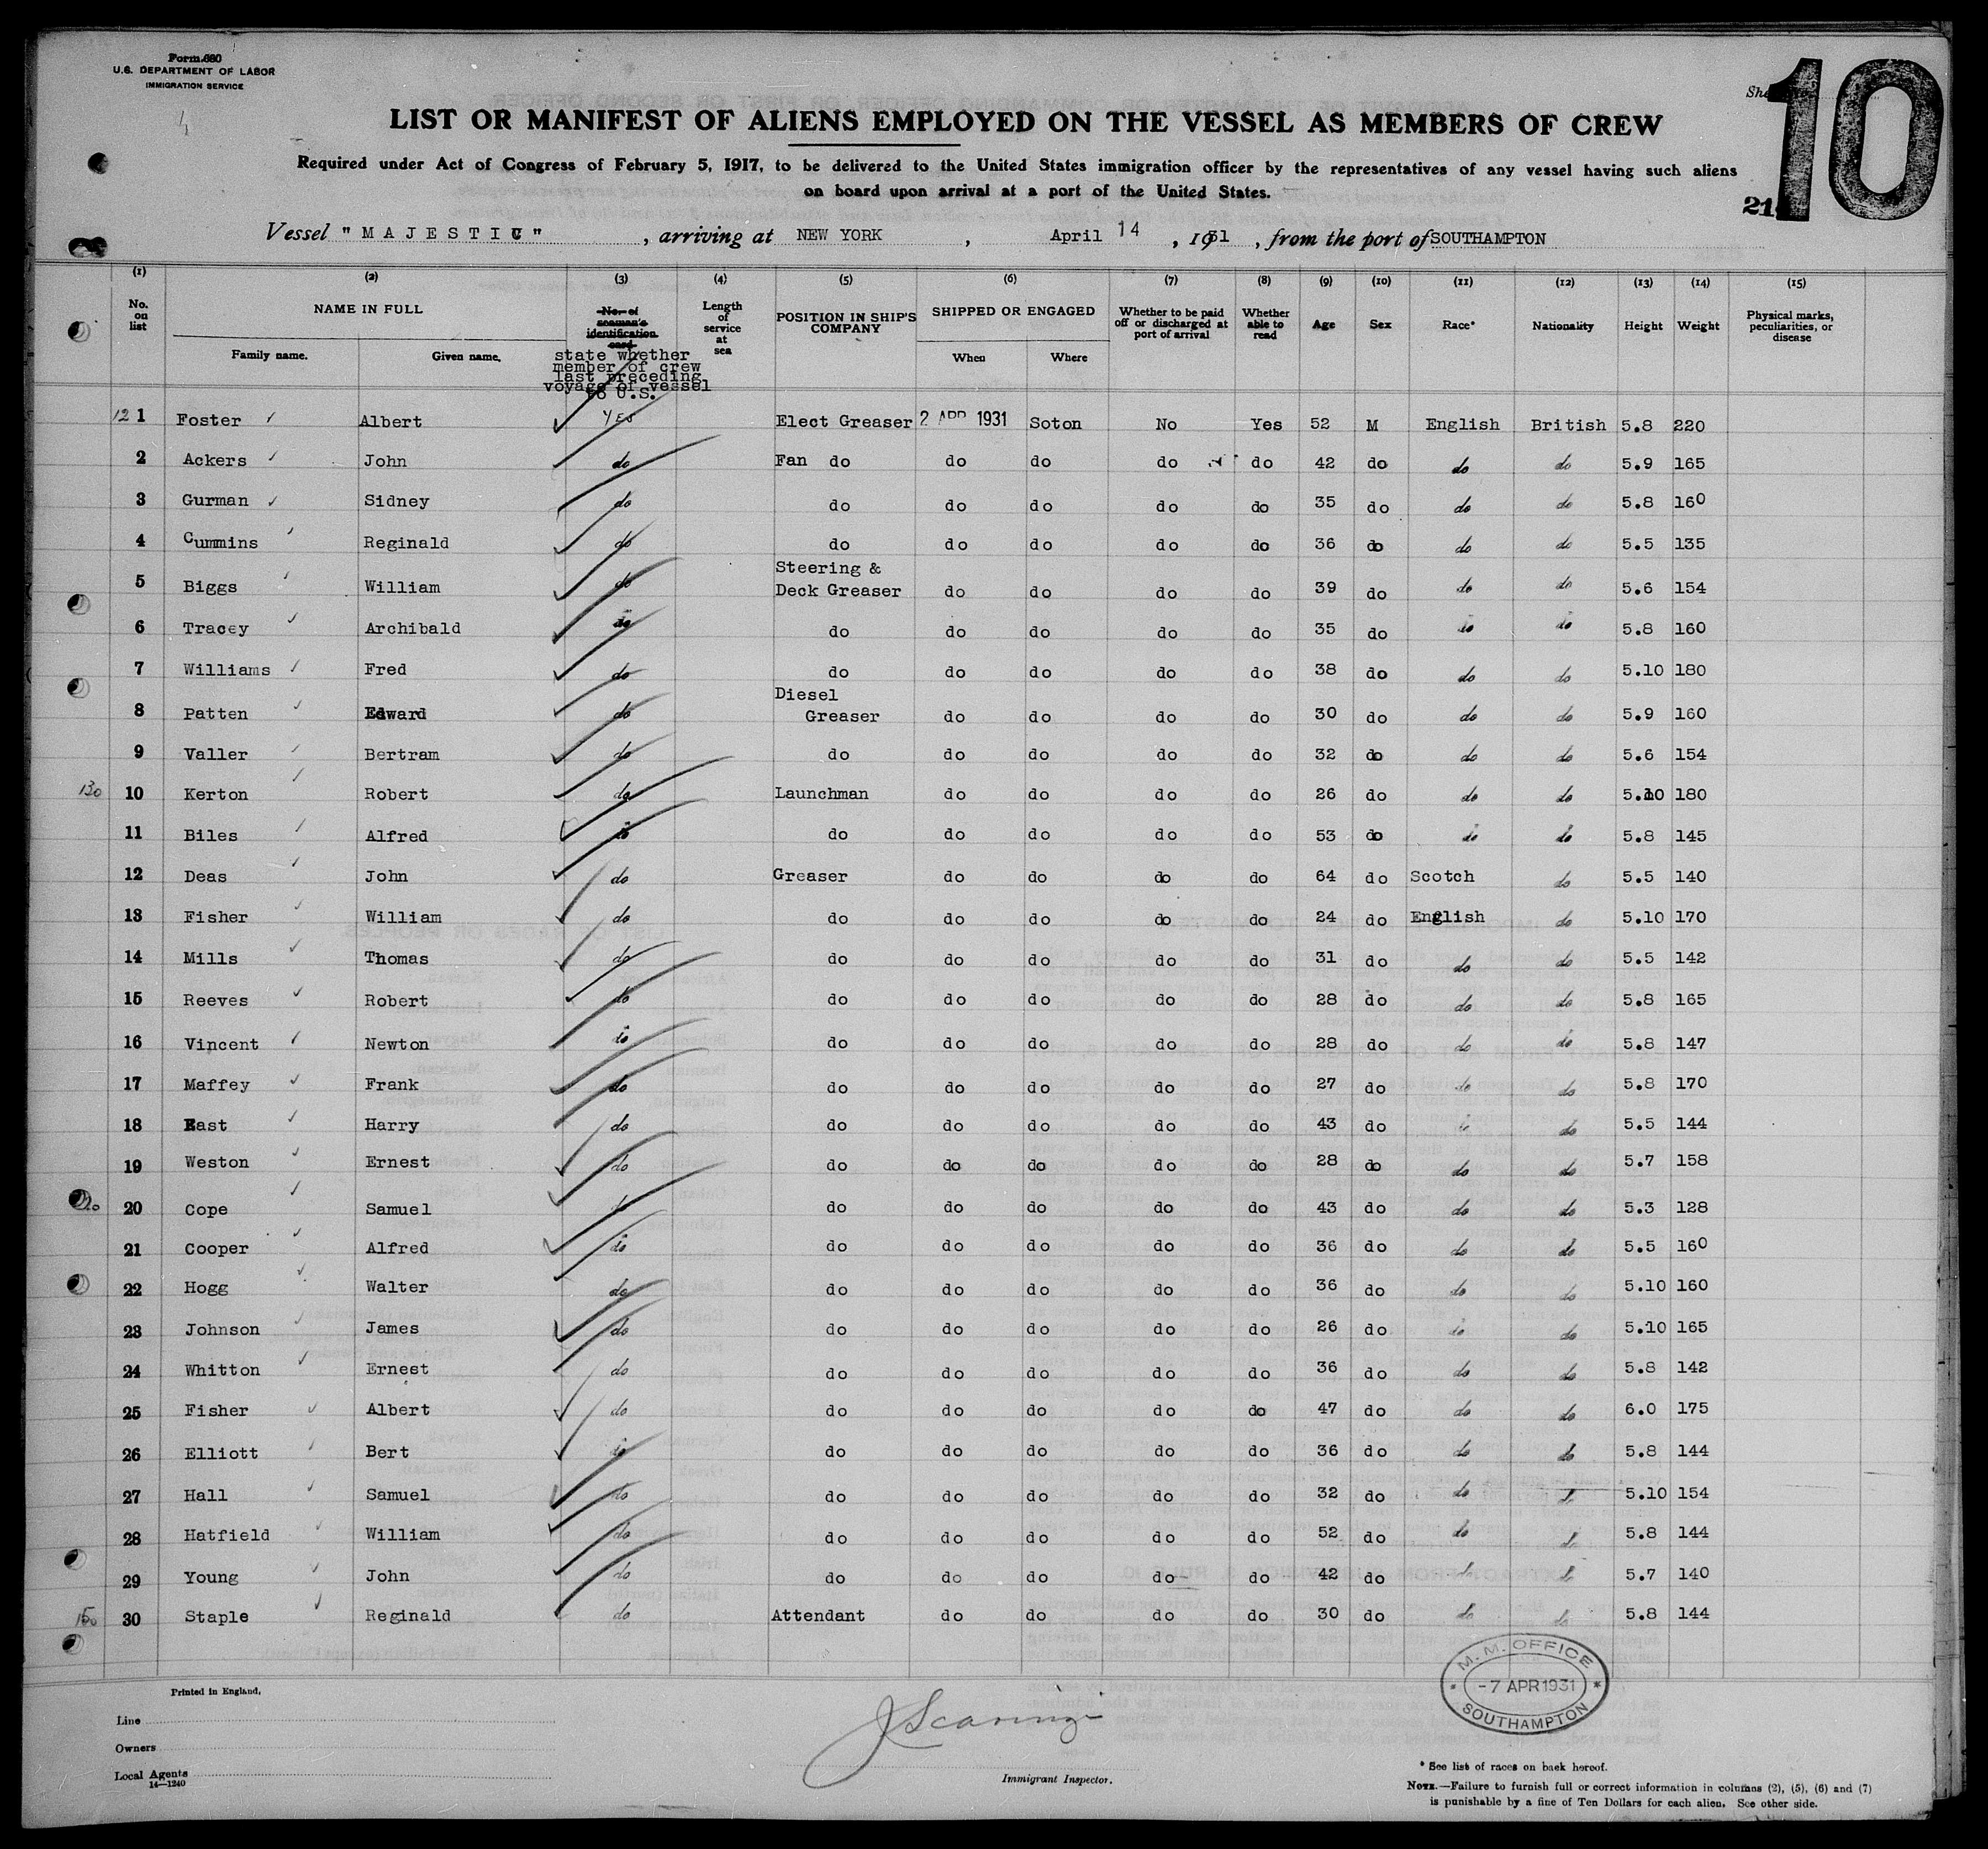 Form 680
U.S. DEPARTMENT OF LABOR
IMMIGRATION SERVICE
10
LIST OR MANIFEST OF ALIENS EMPLOYED ON THE VESSEL AS MEMBERS OF CREW
Required under Act of Congress of February 5, 1917, to be delivered to the United States immigration officer by the representatives of any vessel having such aliens
on board upon arrival at a port of the United States.
Vessel "MAJESTIC", arriving at NEW YORK, April 14, 1931, from the port of SOUTHAMPTON
(1) (2) (3) (4) (5) (6) (7) (8) (9) (10) (11) (12) (13) (14) (15)
No. on list NAME IN FULL Family name. Given name. No. of seaman's identification card state whether member of crew last preceding voyage of vessel to U.S. Length of service at sea POSITION IN SHIP'S COMPANY SHIPPED OR ENGAGED When Where Whether to be paid off or discharged at port of arrival Whether able to read Age Sex Race* Nationality Height Weight Physical marks, peculiarities, or disease
12 1 Foster Albert Yes Elect Greaser 2 APR 1931 Soton No Yes 52 M English British 5.8 220
2 Ackers John do Fan do do do do do 42 do do do 5.9 165
3 Gurman Sidney do do do do do do 35 do do do 5.8 160
4 Cummins Reginald do do do do do do 36 do do do 5.5 135
5 Biggs William do Steering & Deck Greaser do do do do 39 do do do 5.6 154
6 Tracey Archibald do do do do do do 35 do do do 5.8 160
7 Williams Fred do do do do do do 38 do do do 5.10 180
8 Patten Edward do Diesel Greaser do do do do 30 do do do 5.9 160
9 Valler Bertram do do do do do do 32 do do do 5.6 154
130 10 Kerton Robert do Launchman do do do do 26 do do do 5.10 180
11 Biles Alfred do do do do do do 53 do do do 5.8 145
12 Deas John do Greaser do do do do 64 do Scotch do 5.5 140
13 Fisher William do do do do do do 24 do English do 5.10 170
14 Mills Thomas do do do do do do 31 do do do 5.5 142
15 Reeves Robert do do do do do do 28 do do do 5.8 165
16 Vincent Newton do do do do do do 28 do do do 5.8 147
17 Maffey Frank do do do do do do 27 do do do 5.8 170
18 East Harry do do do do do do 43 do do do 5.5 144
19 Weston Ernest do do do do do do 28 do do do 5.7 158
20 Cope Samuel do do do do do do 43 do do do 5.3 128
21 Cooper Alfred do do do do do do 36 do do do 5.5 160
22 Hogg Walter do do do do do do 36 do do do 5.10 160
23 Johnson James do do do do do do 26 do do do 5.10 165
24 Whitton Ernest do do do do do do 36 do do do 5.8 142
25 Fisher Albert do do do do do do 47 do do do 6.0 175
26 Elliott Bert do do do do do do 36 do do do 5.8 144
27 Hall Samuel do do do do do do 32 do do do 5.10 154
28 Hatfield William do do do do do do 52 do do do 5.8 144
29 Young John do do do do do do 42 do do do 5.7 140
150 30 Staple Reginald do Attendant do do do do 30 do do do 5.8 144
M. M. OFFICE
-7 APR 1931
SOUTHAMPTON
Printed in England.
Line
Owners
Local Agents
14—1240
Immigrant Inspector.
* See list of races on back hereof.
NOTE.—Failure to furnish full or correct information in columns (2), (5), (6) and (7)
is punishable by a fine of Ten Dollars for each alien. See other side.